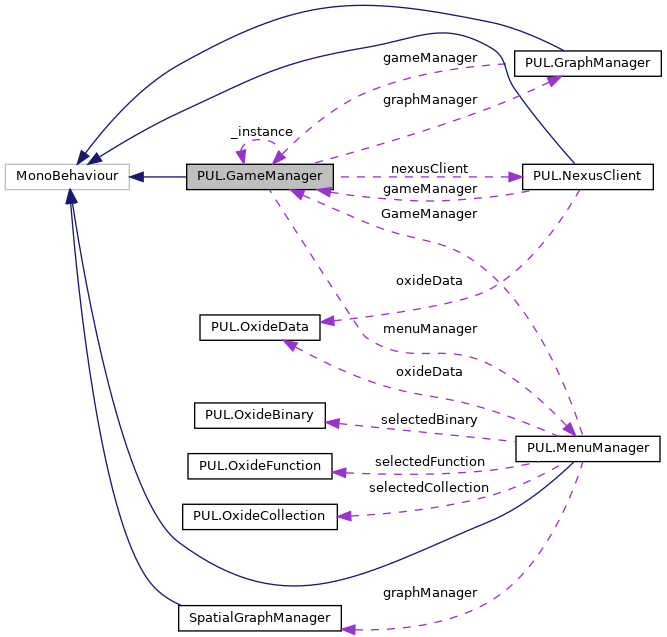 gameManager
PUL.GraphManager
graphManager
_instance
MonoBehaviour
PUL.GameManager
nexusClient
PUL.NexusClient
gameManager
GameManager
oxideData
PUL.OxideData
menuManager
oxideData
PUL.OxideBinary
selectedBinary
PUL.MenuManager
PUL.OxideFunction
selectedFunction
selectedCollection
PUL.OxideCollection
graphManager
SpatialGraphManager